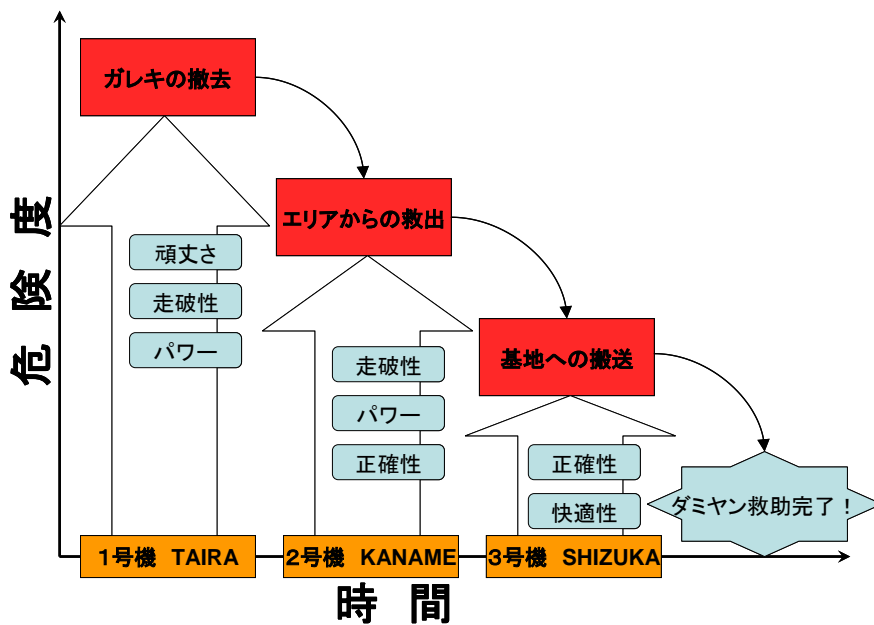 危険度
ガレキの撤去
エリアからの救出
基地への搬送
頑丈さ
走破性
パワー
走破性
パワー
正確性
正確性
快適性
ダミヤン救助完了！
１号機　TAIRA
２号機　KANAME
３号機　SHIZUKA
時　間